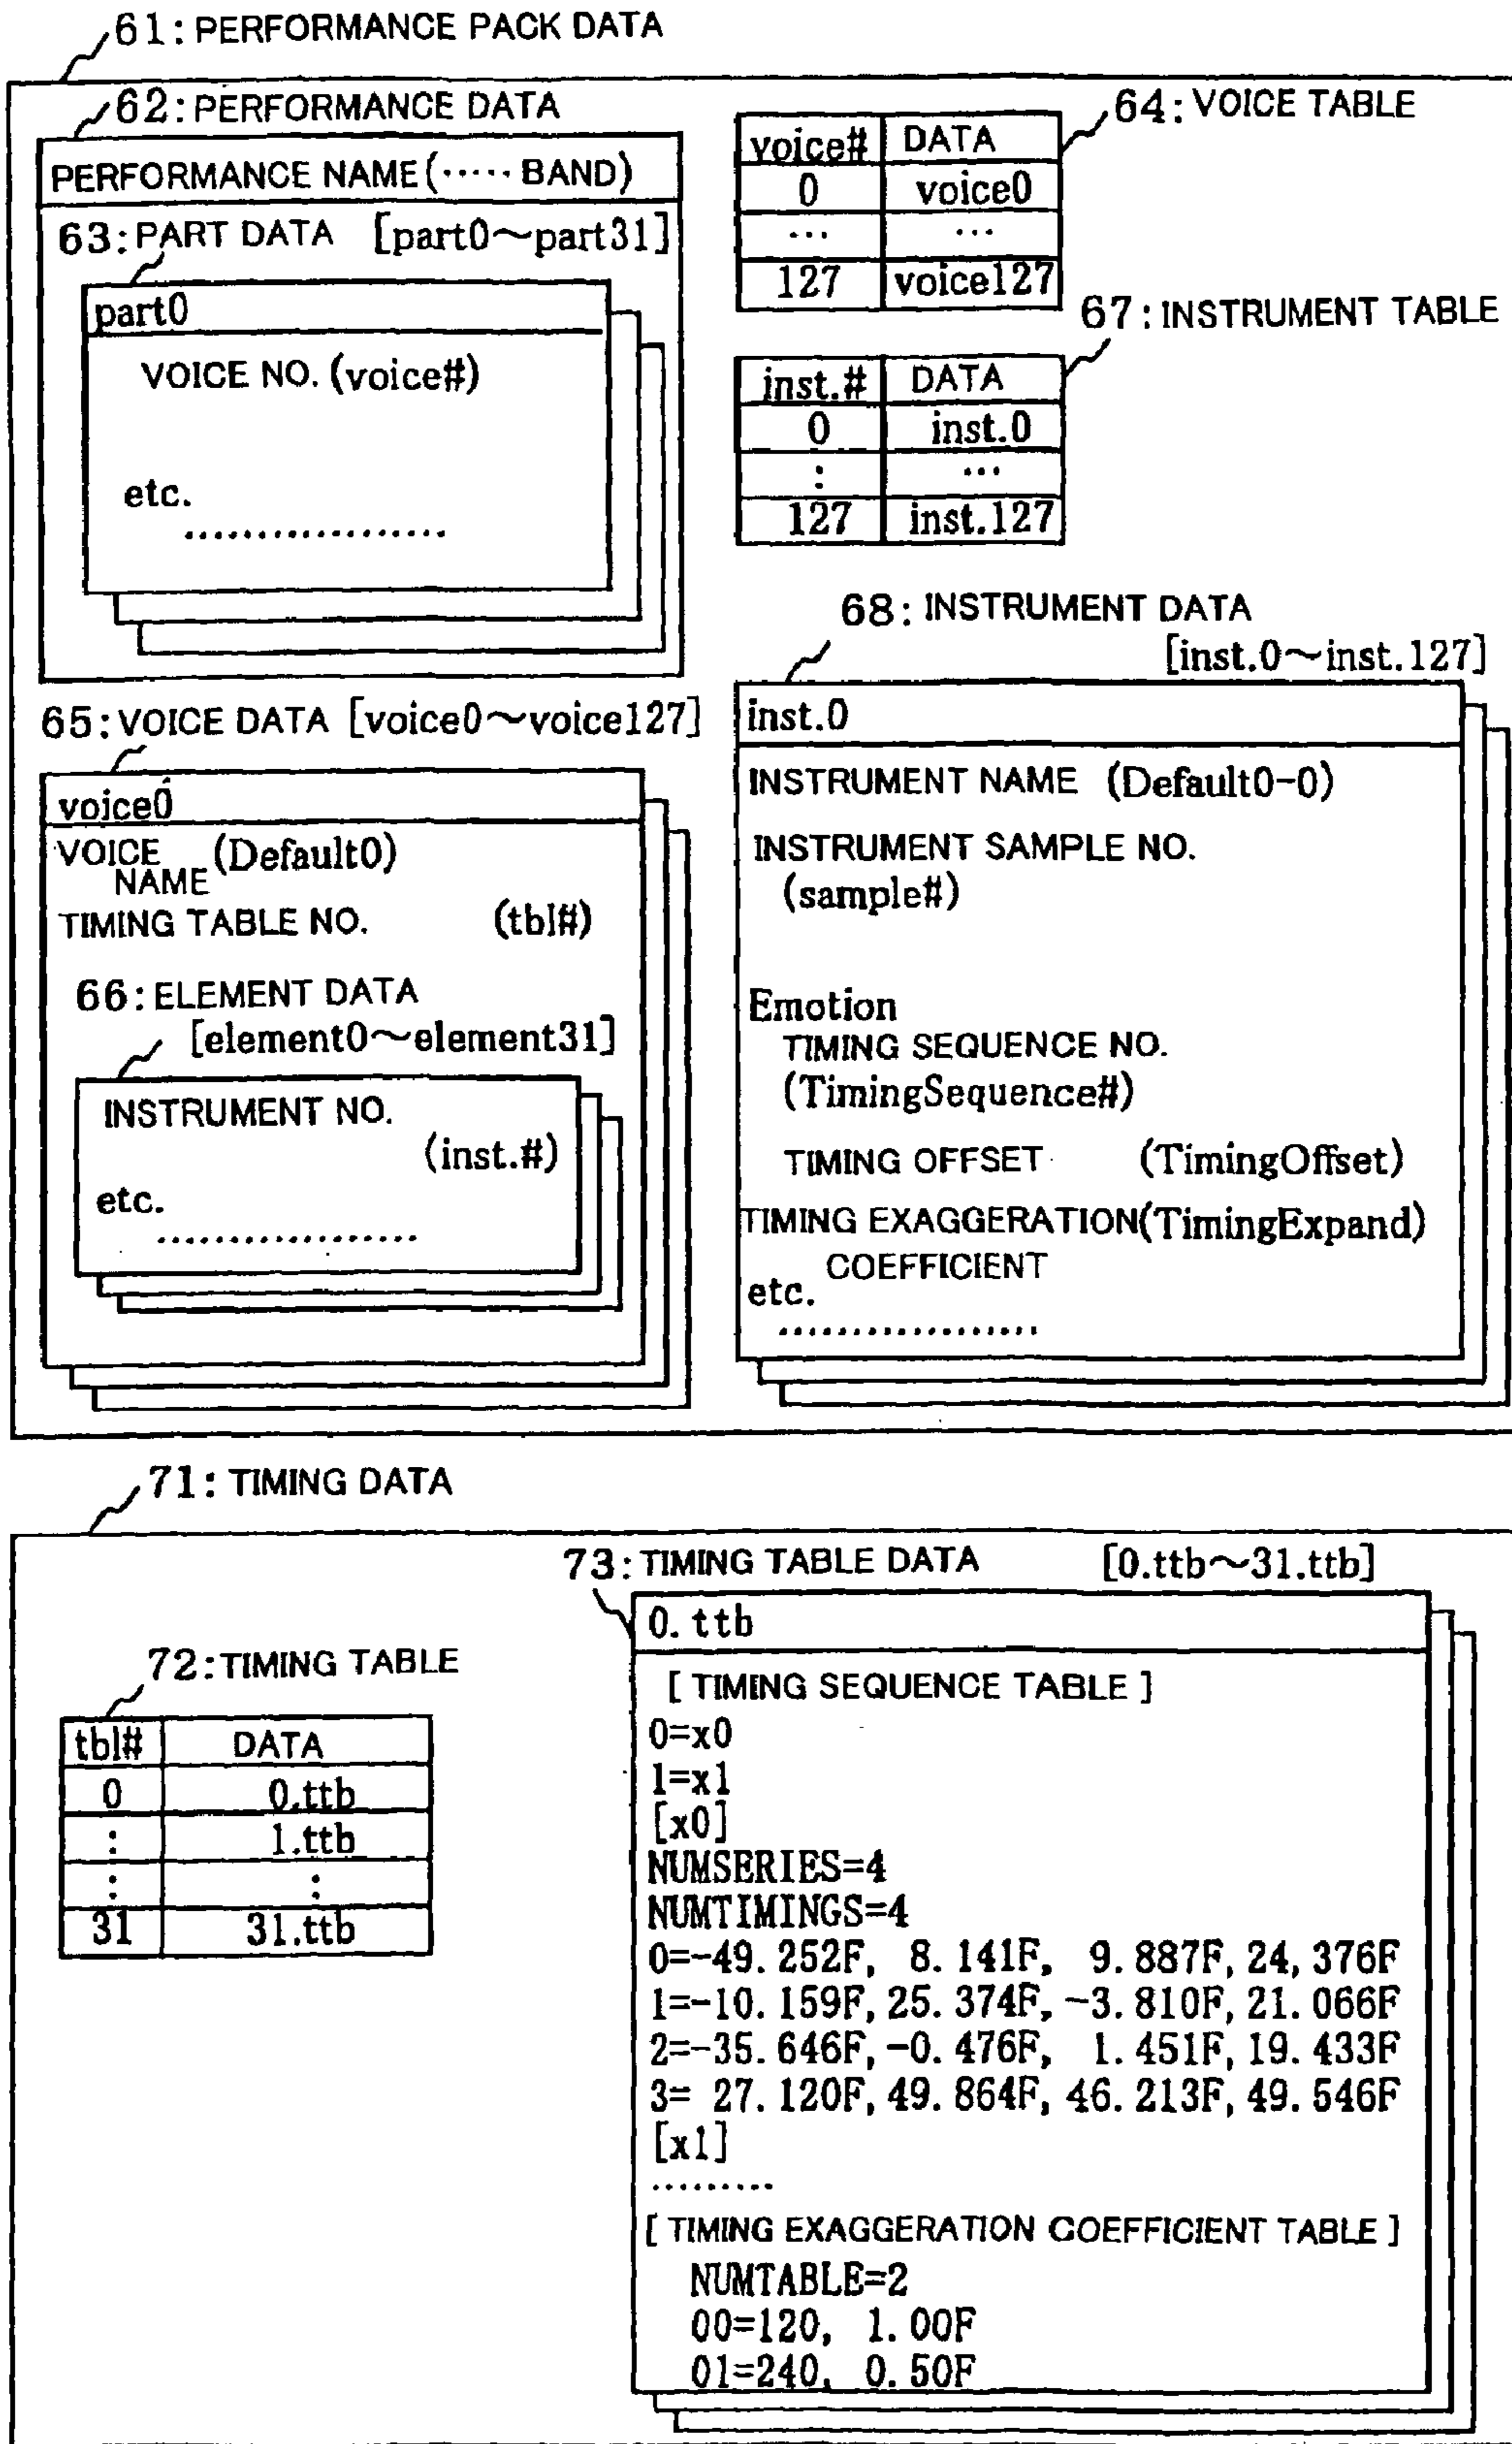 61: PERFORMANCE PACK DATA
62: PERFORMANCE DATA
PERFORMANCE NAME (····· BAND)
63: PART DATA [part0~part31]
part0
VOICE NO. (voice#)
etc.
..................
64: VOICE TABLE
voice# DATA
0 voice0
... ...
127 voice127
67: INSTRUMENT TABLE
inst.# DATA
0 inst.0
: ...
127 inst.127
65: VOICE DATA [voice0~voice127]
voice0
VOICE NAME (Default0)
TIMING TABLE NO. (tbl#)
66: ELEMENT DATA
[element0~element31]
INSTRUMENT NO.
(inst.#)
etc.
..................
68: INSTRUMENT DATA
[inst.0~inst.127]
inst.0
INSTRUMENT NAME (Default0-0)
INSTRUMENT SAMPLE NO.
(sample#)
Emotion
TIMING SEQUENCE NO.
(TimingSequence#)
TIMING OFFSET (TimingOffset)
TIMING EXAGGERATION (TimingExpand)
COEFFICIENT
etc.
..................
71: TIMING DATA
72: TIMING TABLE
tbl# DATA
0 0.ttb
: 1.ttb
: :
31 31.ttb
73: TIMING TABLE DATA [0.ttb~31.ttb]
0. ttb
[ TIMING SEQUENCE TABLE ]
0=x0
1=x1
[x0]
NUMSERIES=4
NUMTIMINGS=4
0=-49. 252F, 8. 141F, 9. 887F, 24, 376F
1=-10. 159F, 25. 374F, -3. 810F, 21. 066F
2=-35. 646F, -0. 476F, 1. 451F, 19. 433F
3= 27. 120F, 49. 864F, 46. 213F, 49. 546F
[x1]
.........
[ TIMING EXAGGERATION COEFFICIENT TABLE ]
NUMTABLE=2
00=120, 1. 00F
01=240, 0. 50F